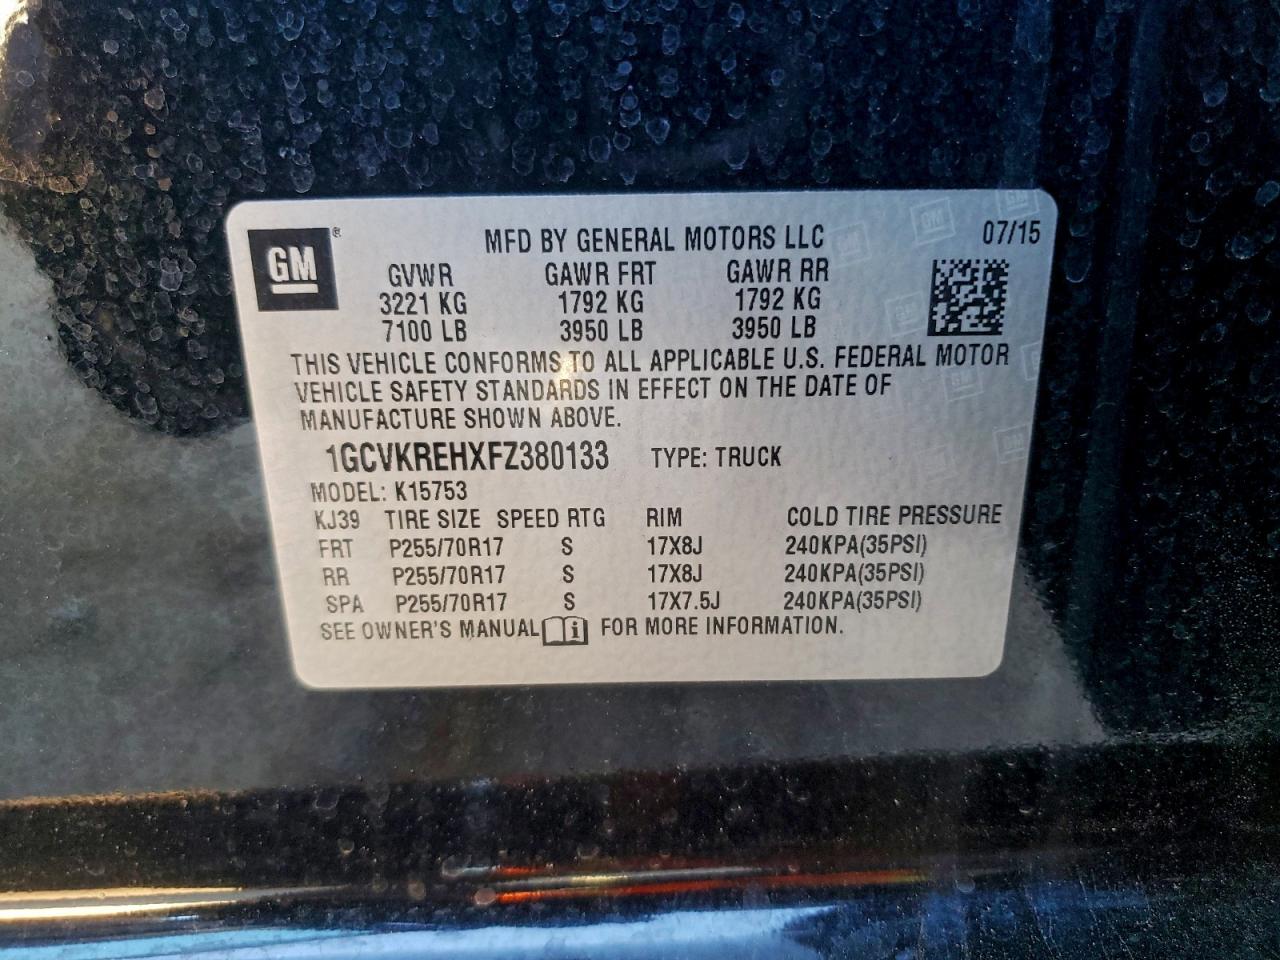 GM ®
MFD BY GENERAL MOTORS LLC 07/15
GVWR GAWR FRT GAWR RR
3221 KG 1792 KG 1792 KG
7100 LB 3950 LB 3950 LB
THIS VEHICLE CONFORMS TO ALL APPLICABLE U.S. FEDERAL MOTOR
VEHICLE SAFETY STANDARDS IN EFFECT ON THE DATE OF
MANUFACTURE SHOWN ABOVE.
1GCVKREHXFZ380133 TYPE: TRUCK
MODEL: K15753
KJ39 TIRE SIZE SPEED RTG RIM COLD TIRE PRESSURE
FRT P255/70R17 S 17X8J 240KPA(35PSI)
RR P255/70R17 S 17X8J 240KPA(35PSI)
SPA P255/70R17 S 17X7.5J 240KPA(35PSI)
SEE OWNER'S MANUAL FOR MORE INFORMATION.